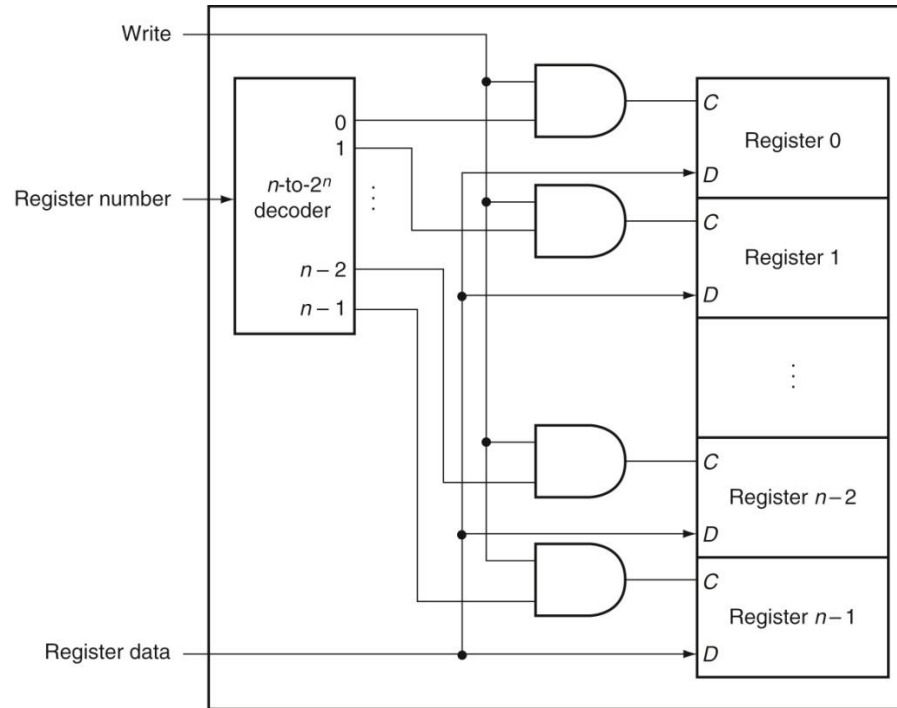 Write
C
0
Register 0
1
D
n-to-2ⁿ
decoder
⋮
Register number
C
Register 1
n – 2
D
n – 1
⋮
C
Register n – 2
D
C
Register n – 1
Register data
D